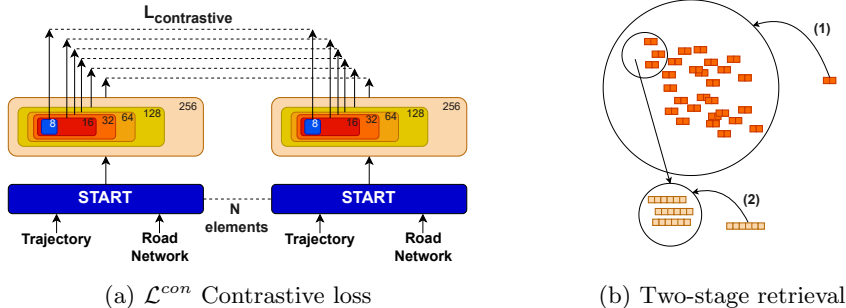 L contrastive
(1)
256
128
64
32
16
8
256
128
64
32
16
8
START
N
elements
START
(2)
Trajectory
Road
Network
Trajectory
Road
Network
(a) 𝓛^con Contrastive loss
(b) Two-stage retrieval